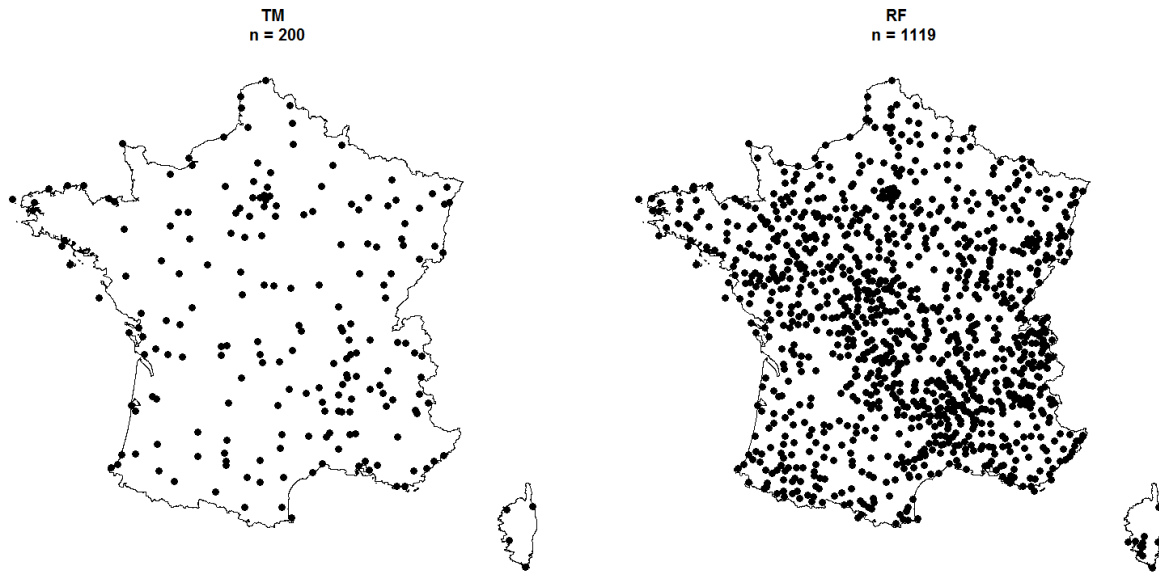 TM
n = 200
RF
n = 1119